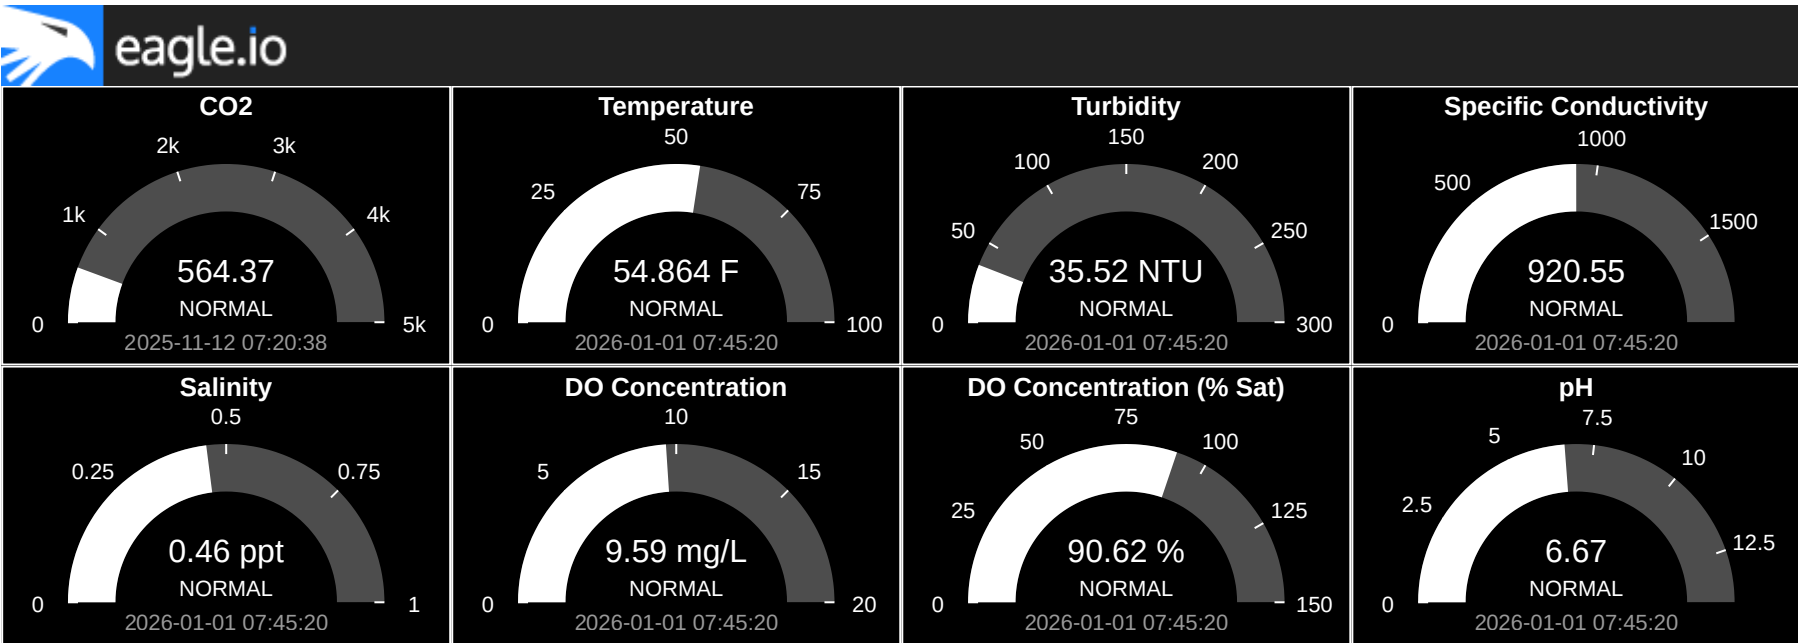 eagle.io
CO2
2k
3k
1k
4k
0
5k
564.37
NORMAL
2025-11-12 07:20:38
Temperature
50
25
75
0
100
54.864 F
NORMAL
2026-01-01 07:45:20
Turbidity
150
100
200
50
250
0
300
35.52 NTU
NORMAL
2026-01-01 07:45:20
Specific Conductivity
1000
500
1500
0
920.55
NORMAL
2026-01-01 07:45:20
Salinity
0.5
0.25
0.75
0
1
0.46 ppt
NORMAL
2026-01-01 07:45:20
DO Concentration
10
5
15
0
20
9.59 mg/L
NORMAL
2026-01-01 07:45:20
DO Concentration (% Sat)
75
50
100
25
125
0
150
90.62 %
NORMAL
2026-01-01 07:45:20
pH
7.5
5
10
2.5
12.5
0
6.67
NORMAL
2026-01-01 07:45:20